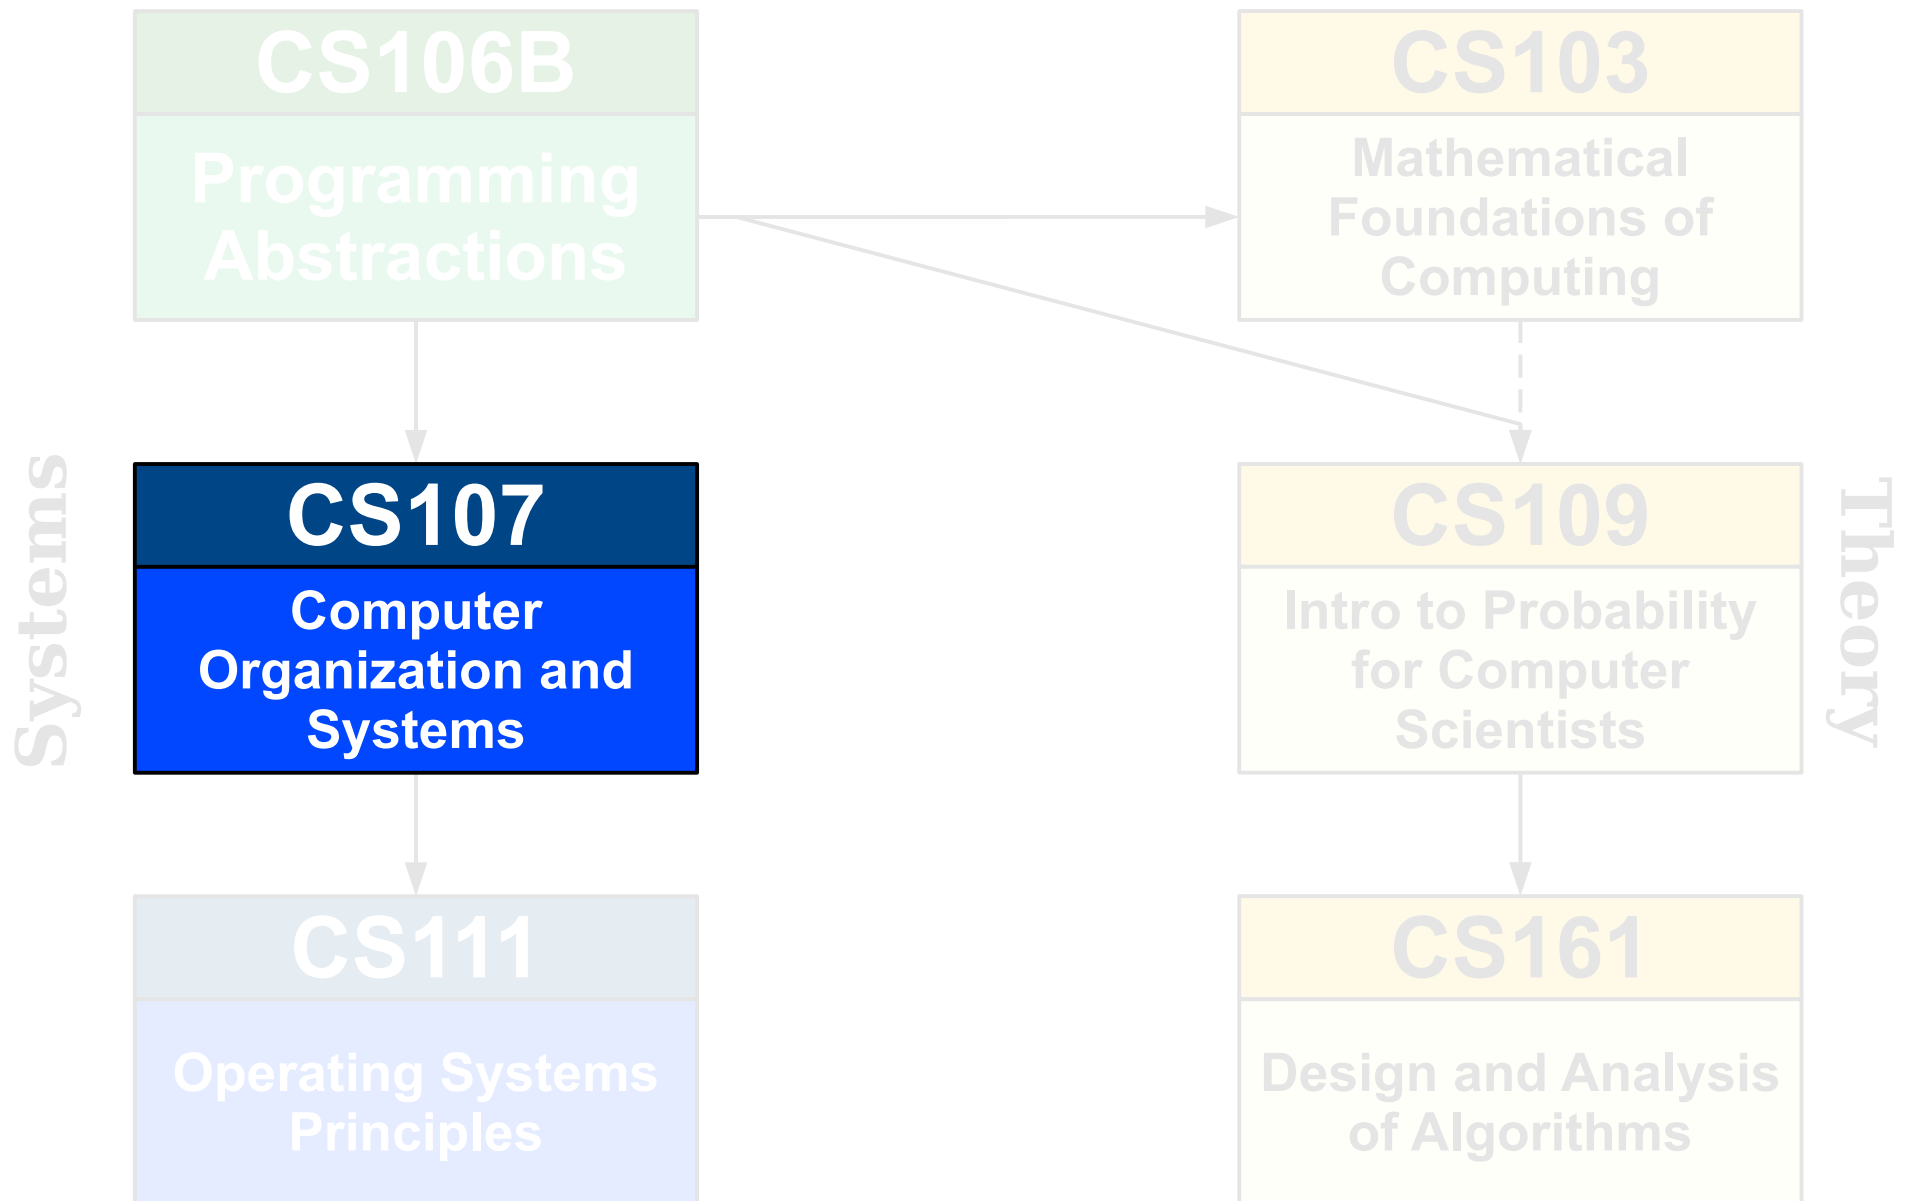 CS106B
Programming
Abstractions
CS103
Mathematical
Foundations of
Computing
Systems
CS107
Computer
Organization and
Systems
CS109
Intro to Probability
for Computer
Scientists
Theory
CS111
Operating Systems
Principles
CS161
Design and Analysis
of Algorithms